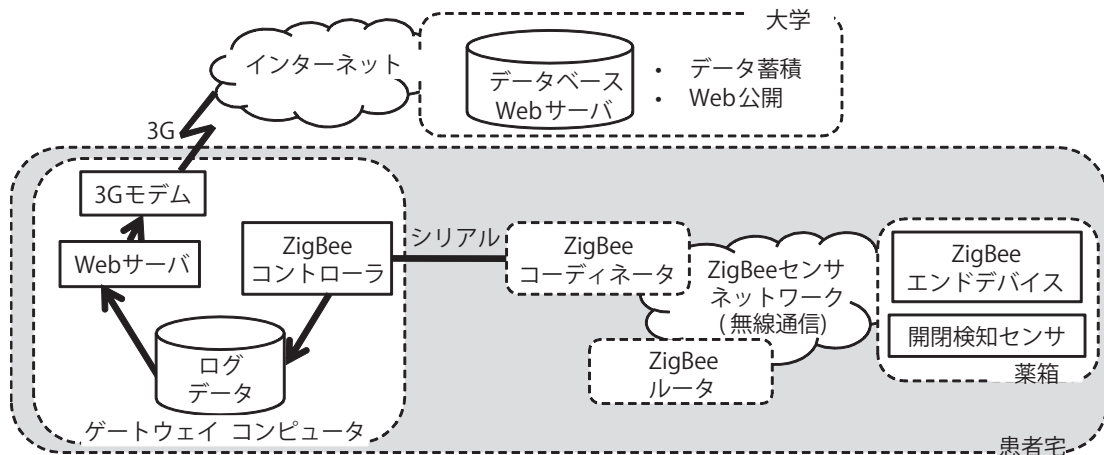 大学
インターネット
データベース
Webサーバ
・ データ蓄積
・ Web公開
3G
3Gモデム
Webサーバ
ZigBee
コントローラ
ログ
データ
ゲートウェイ コンピュータ
シリアル
ZigBee
コーディネータ
ZigBeeセンサ
ネットワーク
(無線通信)
ZigBee
ルータ
ZigBee
エンドデバイス
開閉検知センサ
薬箱
患者宅